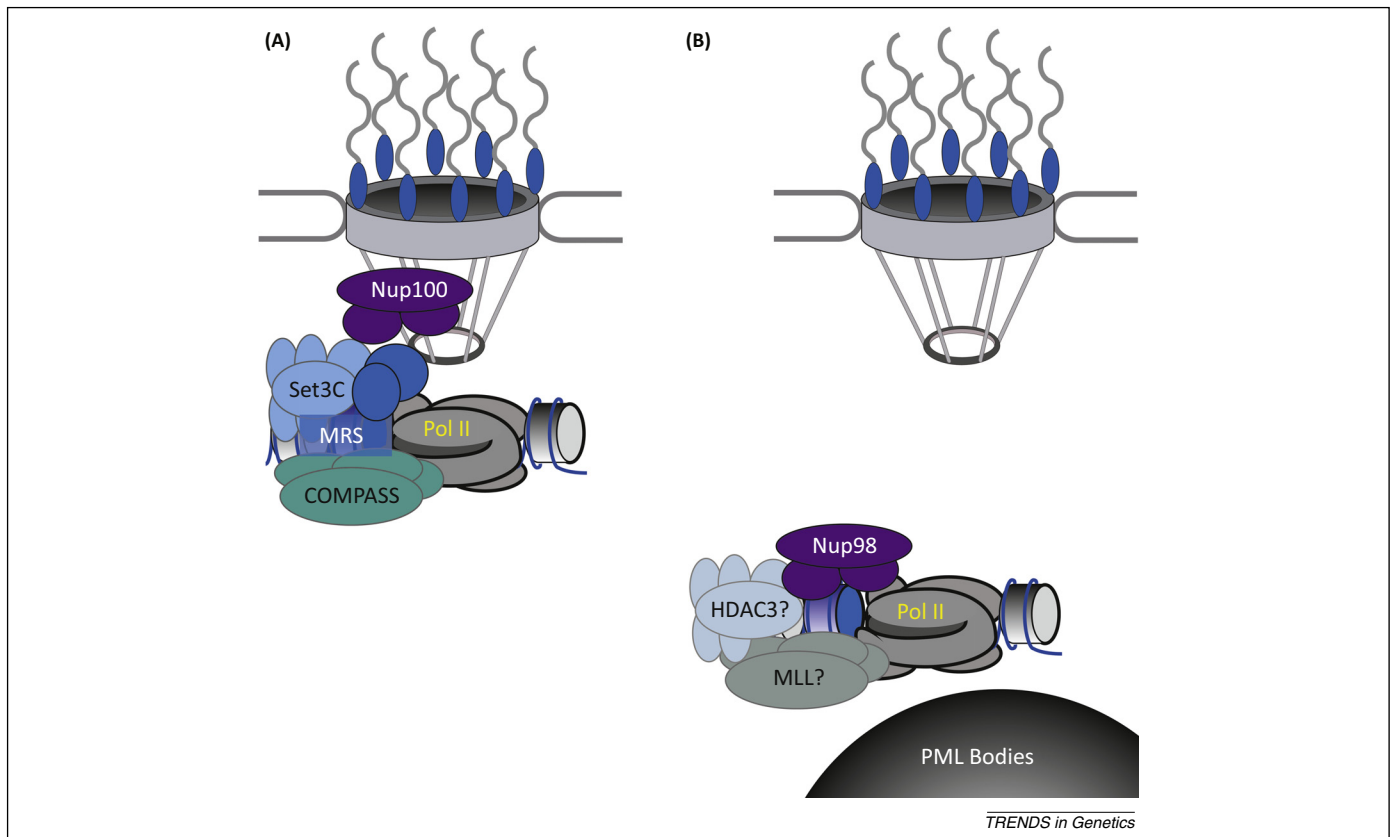 (A)
Nup100
Set3C
MRS
Pol II
COMPASS
(B)
Nup98
HDAC3?
Pol II
MLL?
PML Bodies
TRENDS in Genetics